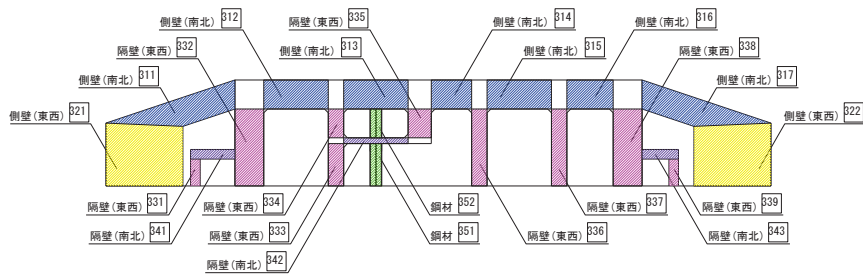 側壁(南北) 312
隔壁(東西) 335
側壁(南北) 314
側壁(南北) 316
隔壁(東西) 332
側壁(南北) 313
側壁(南北) 315
隔壁(東西) 338
側壁(南北) 311
側壁(南北) 317
側壁(東西) 321
側壁(東西) 322
隔壁(東西) 331
隔壁(東西) 334
鋼材 352
隔壁(東西) 337
隔壁(東西) 339
隔壁(南北) 341
隔壁(東西) 333
鋼材 351
隔壁(東西) 336
隔壁(南北) 343
隔壁(南北) 342